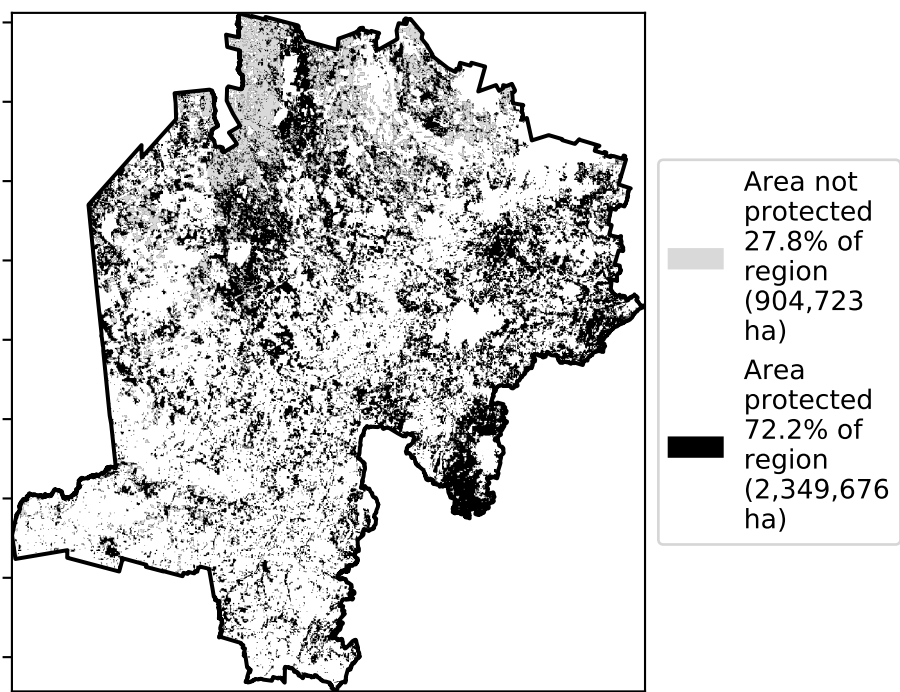 Area not
protected
27.8% of
region
(904,723
ha)
Area
protected
72.2% of
region
(2,349,676
ha)